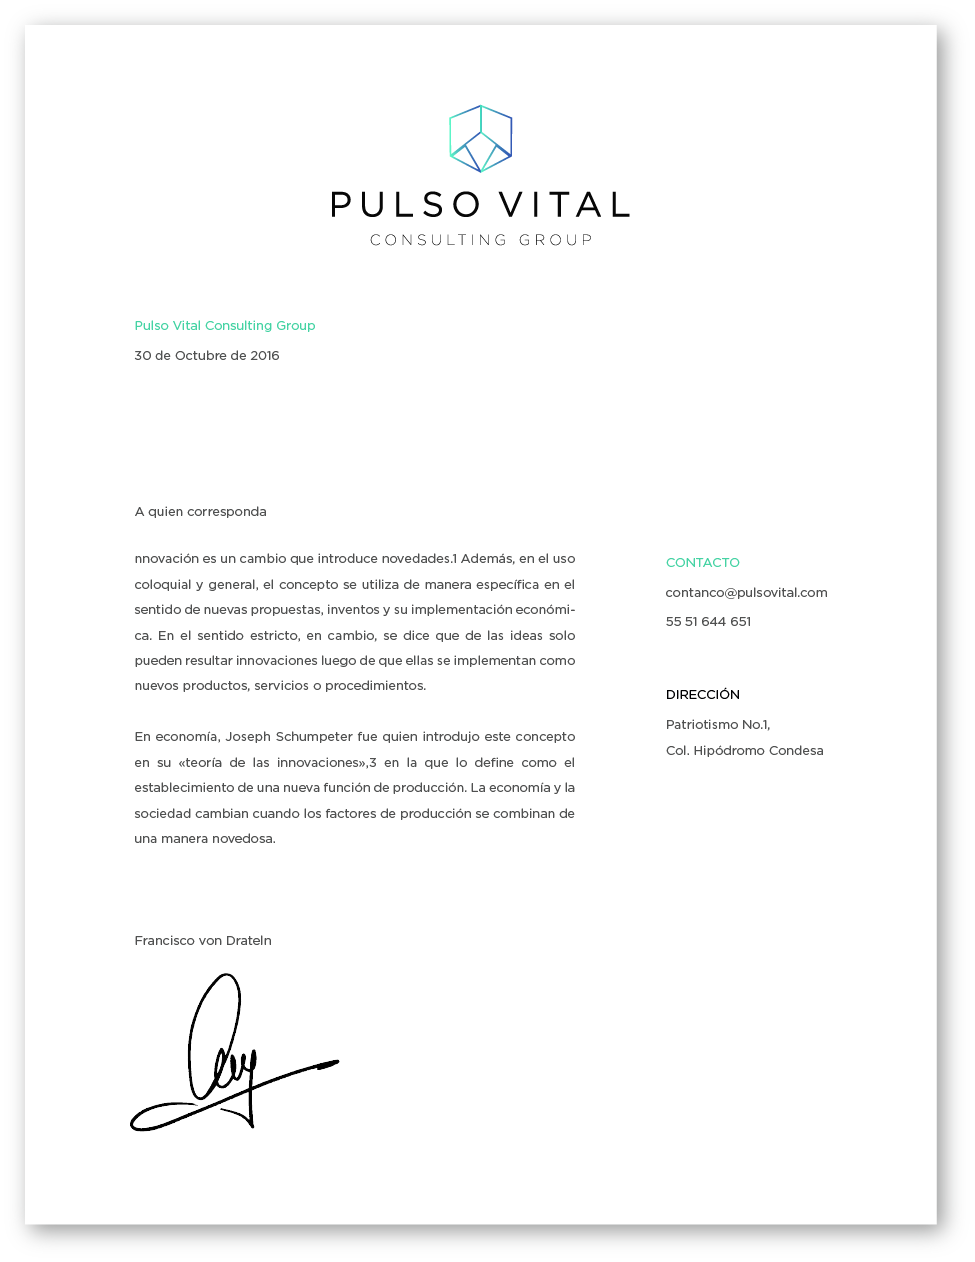 PULSO VITAL
CONSULTING GROUP
Pulso Vital Consulting Group
30 de Octubre de 2016
A quien corresponda
nnovación es un cambio que introduce novedades.1 Además, en el uso
coloquial y general, el concepto se utiliza de manera específica en el
sentido de nuevas propuestas, inventos y su implementación económi-
ca. En el sentido estricto, en cambio, se dice que de las ideas solo
pueden resultar innovaciones luego de que ellas se implementan como
nuevos productos, servicios o procedimientos.
En economía, Joseph Schumpeter fue quien introdujo este concepto
en su «teoría de las innovaciones»,3 en la que lo define como el
establecimiento de una nueva función de producción. La economía y la
sociedad cambian cuando los factores de producción se combinan de
una manera novedosa.
Francisco von Drateln
CONTACTO
contanco@pulsovital.com
55 51 644 651
DIRECCIÓN
Patriotismo No.1,
Col. Hipódromo Condesa